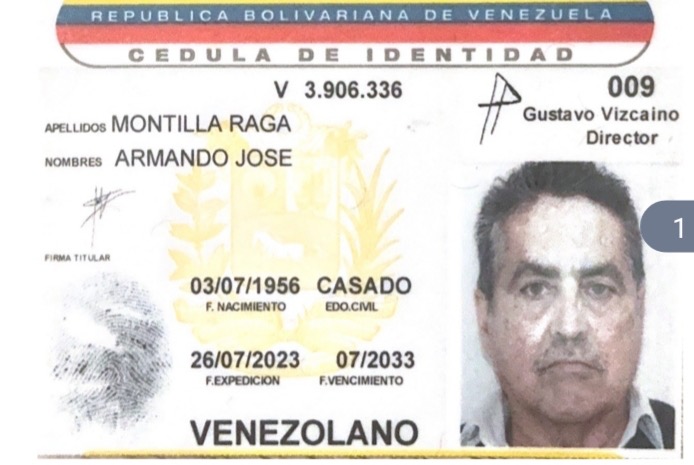 REPUBLICA BOLIVARIANA DE VENEZUELA
CEDULA DE IDENTIDAD
V 3.906.336
009
Gustavo Vizcaino
Director
APELLIDOS MONTILLA RAGA
NOMBRES ARMANDO JOSE
1
FIRMA TITULAR
03/07/1956 CASADO
F. NACIMIENTO EDO.CIVIL
26/07/2023 07/2033
F.EXPEDICION F.VENCIMIENTO
VENEZOLANO